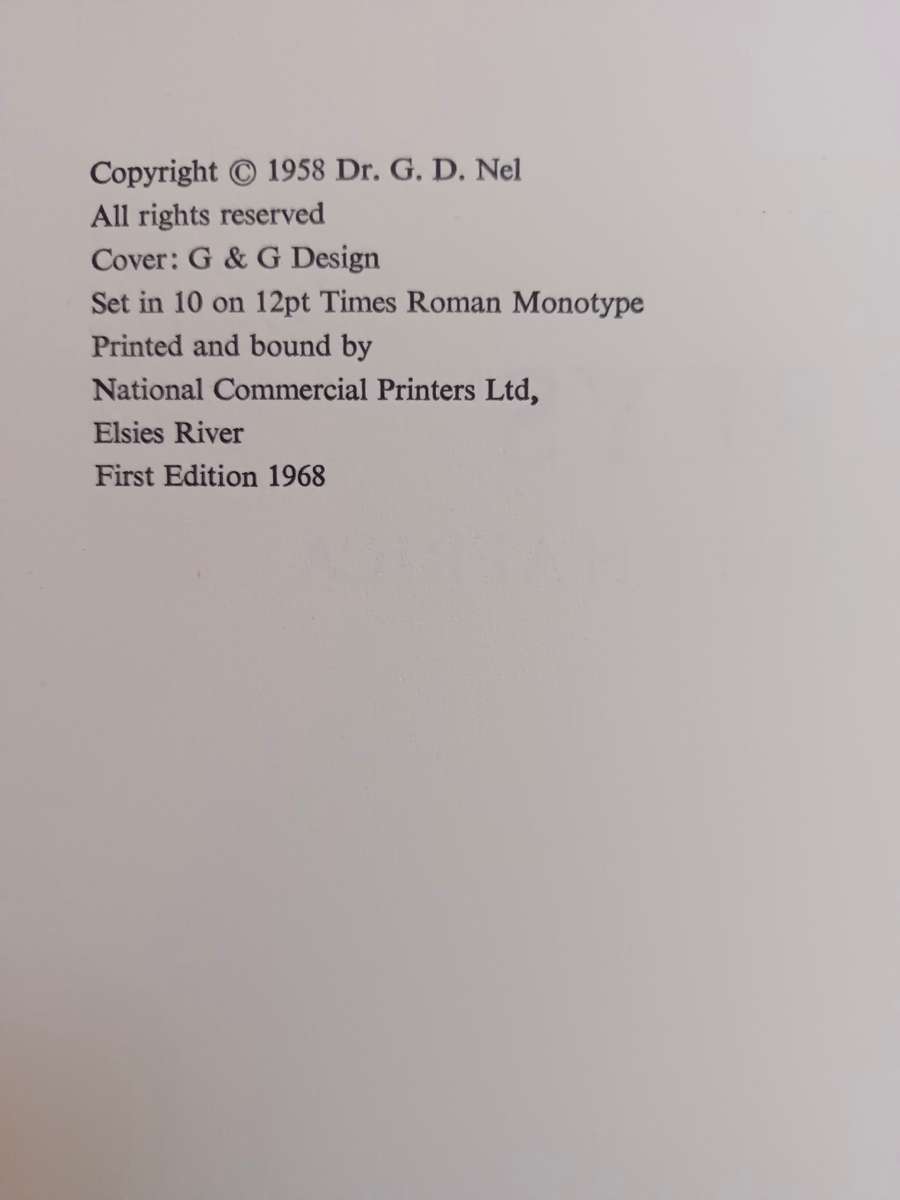 Copyright © 1958 Dr. G. D. Nel
All rights reserved
Cover: G & G Design
Set in 10 on 12pt Times Roman Monotype
Printed and bound by
National Commercial Printers Ltd,
Elsies River
First Edition 1968